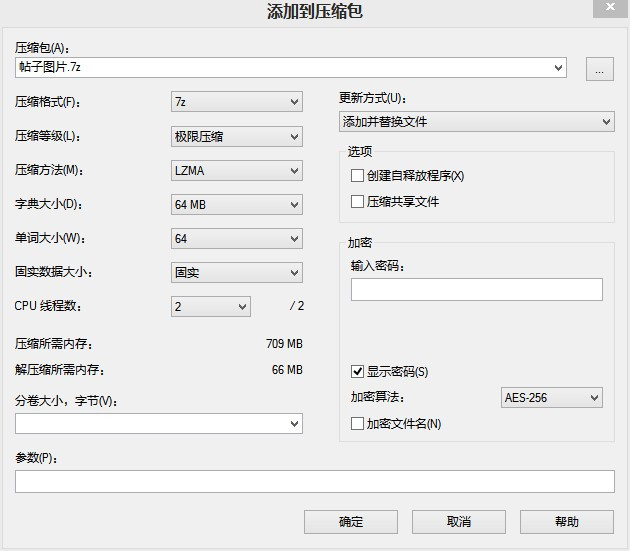 添加到压缩包
压缩包(A):
帖子图片.7z
...
压缩格式(F):
7z
压缩等级(L):
极限压缩
压缩方法(M):
LZMA
字典大小(D):
64 MB
单词大小(W):
64
固实数据大小:
固实
CPU 线程数:
2
/ 2
压缩所需内存:
709 MB
解压缩所需内存:
66 MB
分卷大小，字节(V):
参数(P):
更新方式(U):
添加并替换文件
选项
创建自释放程序(X)
压缩共享文件
加密
输入密码:
显示密码(S)
加密算法:
AES-256
加密文件名(N)
确定
取消
帮助